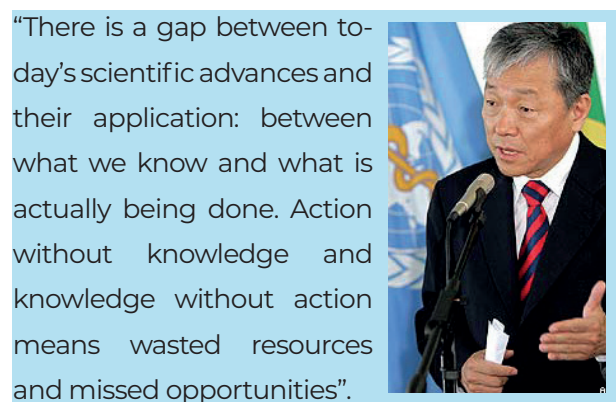 “There is a gap between to-
day’s scientific advances and
their application: between
what we know and what is
actually being done. Action
without knowledge and
knowledge without action
means wasted resources
and missed opportunities”.